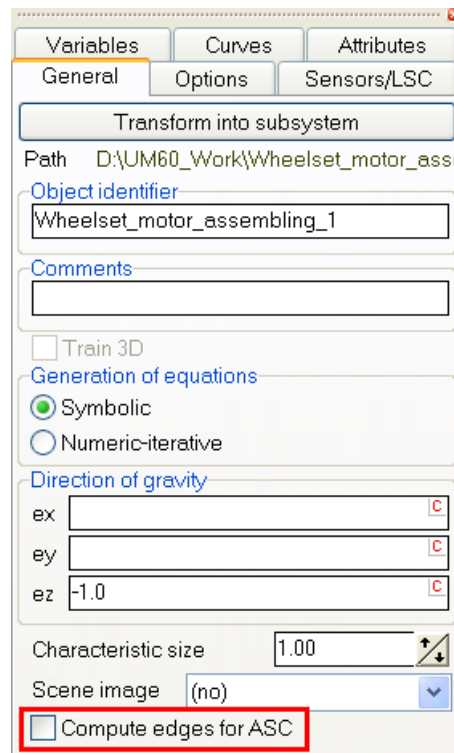 Variables Curves Attributes
General Options Sensors/LSC
Transform into subsystem
Path D:\UM60_Work\Wheelset_motor_ass
Object identifier
Wheelset_motor_assembling_1
Comments
Train 3D
Generation of equations
Symbolic
Numeric-iterative
Direction of gravity
ex C
ey C
ez -1.0 C
Characteristic size 1.00
Scene image (no)
Compute edges for ASC